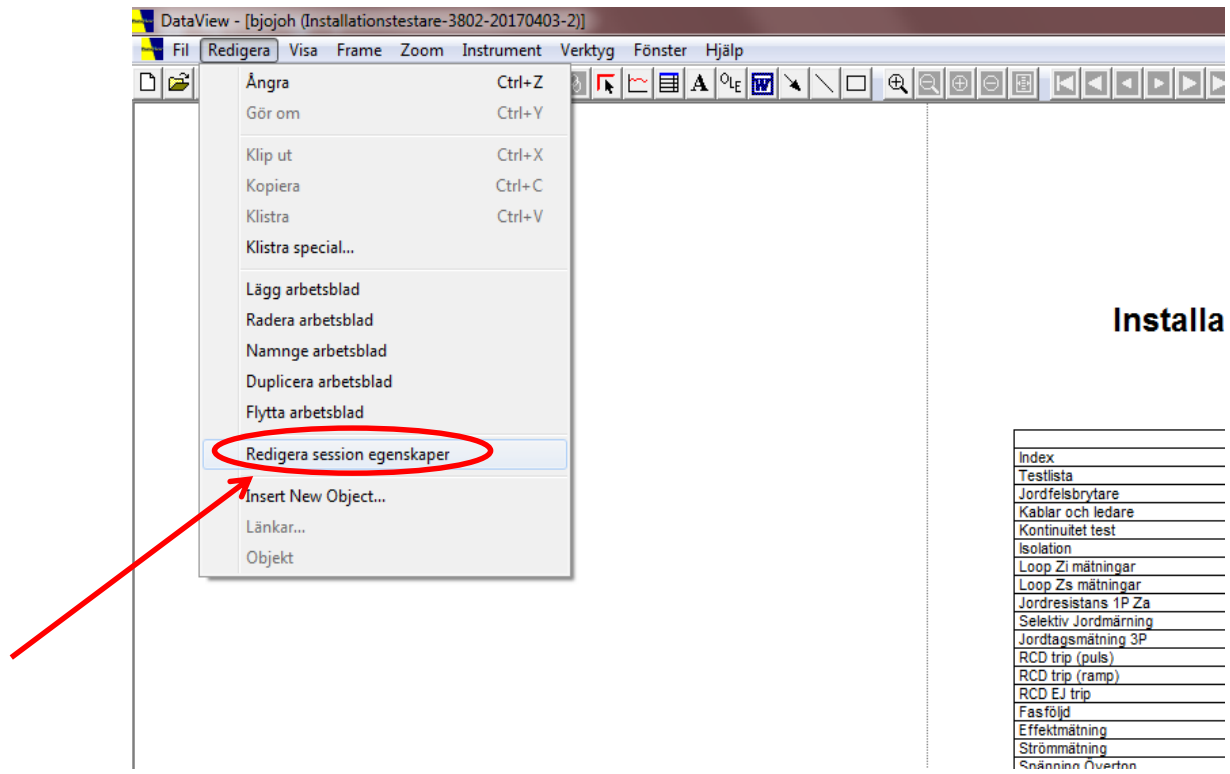 DataView - [bjojoh (Installationstestare-3802-20170403-2)]
Fil Redigera Visa Frame Zoom Instrument Verktyg Fönster Hjälp
A OLE W
Ångra Ctrl+Z
Gör om Ctrl+Y
Klip ut Ctrl+X
Kopiera Ctrl+C
Klistra Ctrl+V
Klistra special...
Lägg arbetsblad
Radera arbetsblad
Namnge arbetsblad
Duplicera arbetsblad
Flytta arbetsblad
Redigera session egenskaper
Insert New Object...
Länkar...
Objekt
Installa
Index
Testlista
Jordfelsbrytare
Kablar och ledare
Kontinuitet test
Isolation
Loop Zi mätningar
Loop Zs mätningar
Jordresistans 1P Za
Selektiv Jordmärning
Jordtagsmätning 3P
RCD trip (puls)
RCD trip (ramp)
RCD EJ trip
Fasföljd
Effektmätning
Strömmätning
Spänning Överton